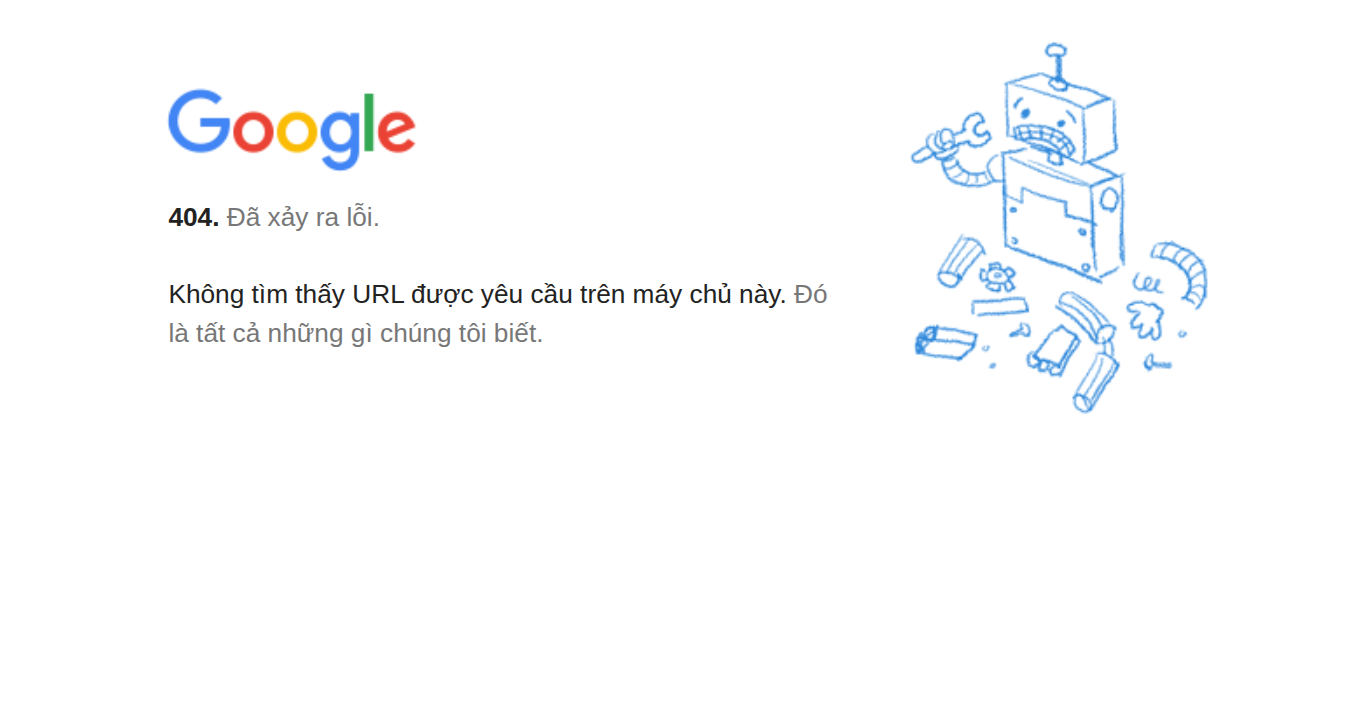 Google
404. Đã xảy ra lỗi.
Không tìm thấy URL được yêu cầu trên máy chủ này. Đó
là tất cả những gì chúng tôi biết.